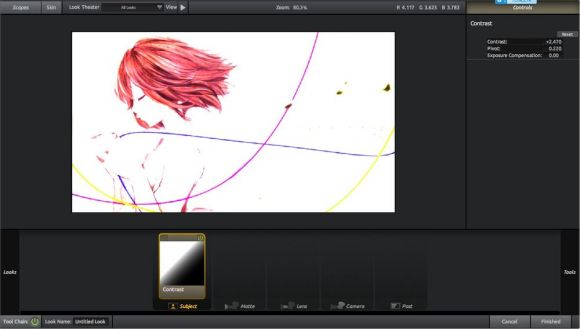 Scopes Skin Look Theater All Looks View Zoom: 80.3% R 4.117 G 3.623 B 3.783 Controls
Contrast
Reset
Contrast: +2.470
Pivot: 0.220
Exposure Compensation: 0.00
Looks
Tools
Contrast
Subject Matte Lens Camera Post
Tool Chain: Look Name: Untitled Look Cancel Finished